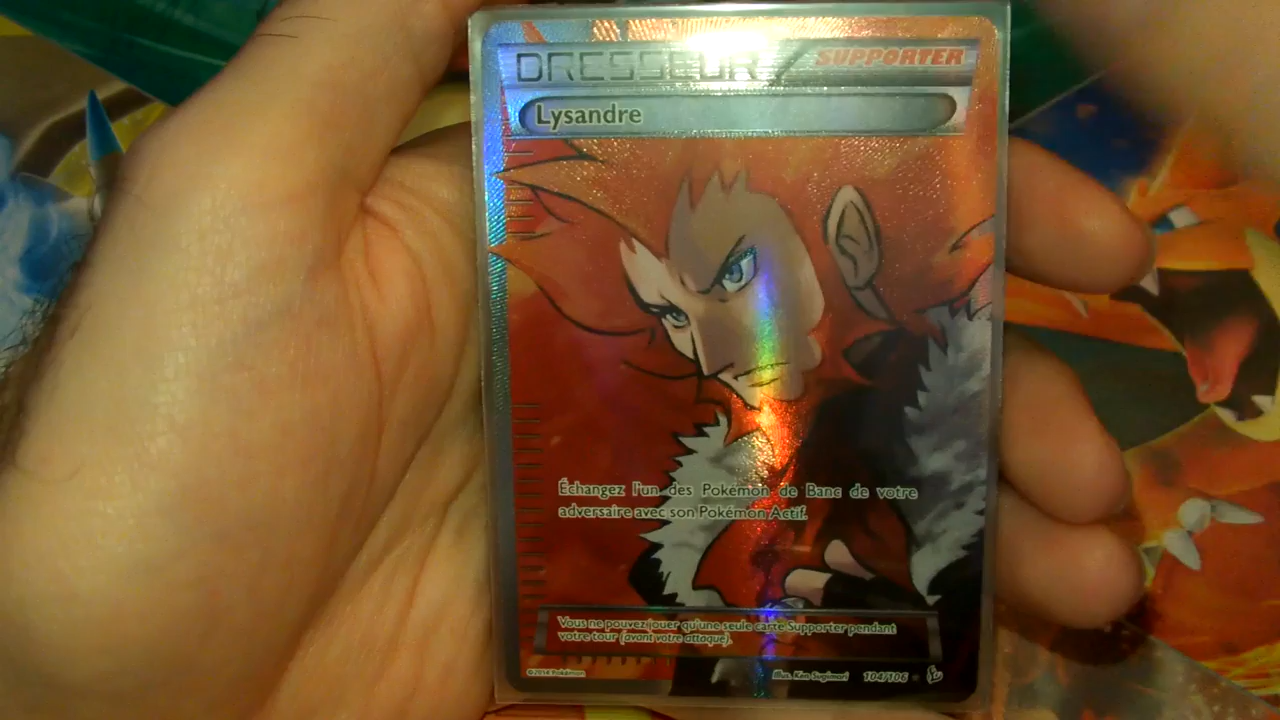 DRESSEUR SUPPORTER
Lysandre
Échangez l'un des Pokémon de Banc de votre
adversaire avec son Pokémon Actif.
Vous ne pouvez jouer qu'une seule carte Supporter pendant
votre tour (avant votre attaque).
©2014 Pokémon Illus. Ken Sugimori 104/106